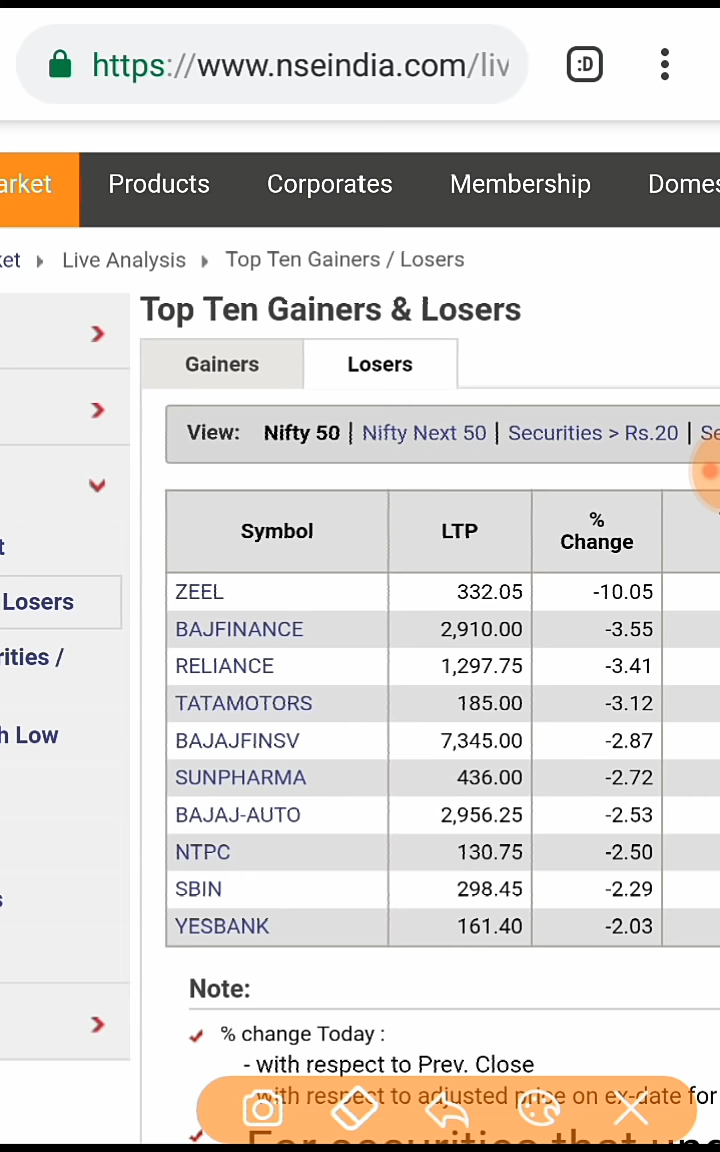 https://www.nseindia.com/liv
:D
arket Products Corporates Membership Domes
ket Live Analysis Top Ten Gainers / Losers
Top Ten Gainers & Losers
Gainers Losers
View: Nifty 50 | Nifty Next 50 | Securities > Rs.20 | Se
Symbol LTP % Change
ZEEL 332.05 -10.05
BAJFINANCE 2,910.00 -3.55
RELIANCE 1,297.75 -3.41
TATAMOTORS 185.00 -3.12
BAJAJFINSV 7,345.00 -2.87
SUNPHARMA 436.00 -2.72
BAJAJ-AUTO 2,956.25 -2.53
NTPC 130.75 -2.50
SBIN 298.45 -2.29
YESBANK 161.40 -2.03
t
Losers
rities /
h Low
s
Note:
% change Today :
- with respect to Prev. Close
- with respect to adjusted price on ex-date for
For securities that